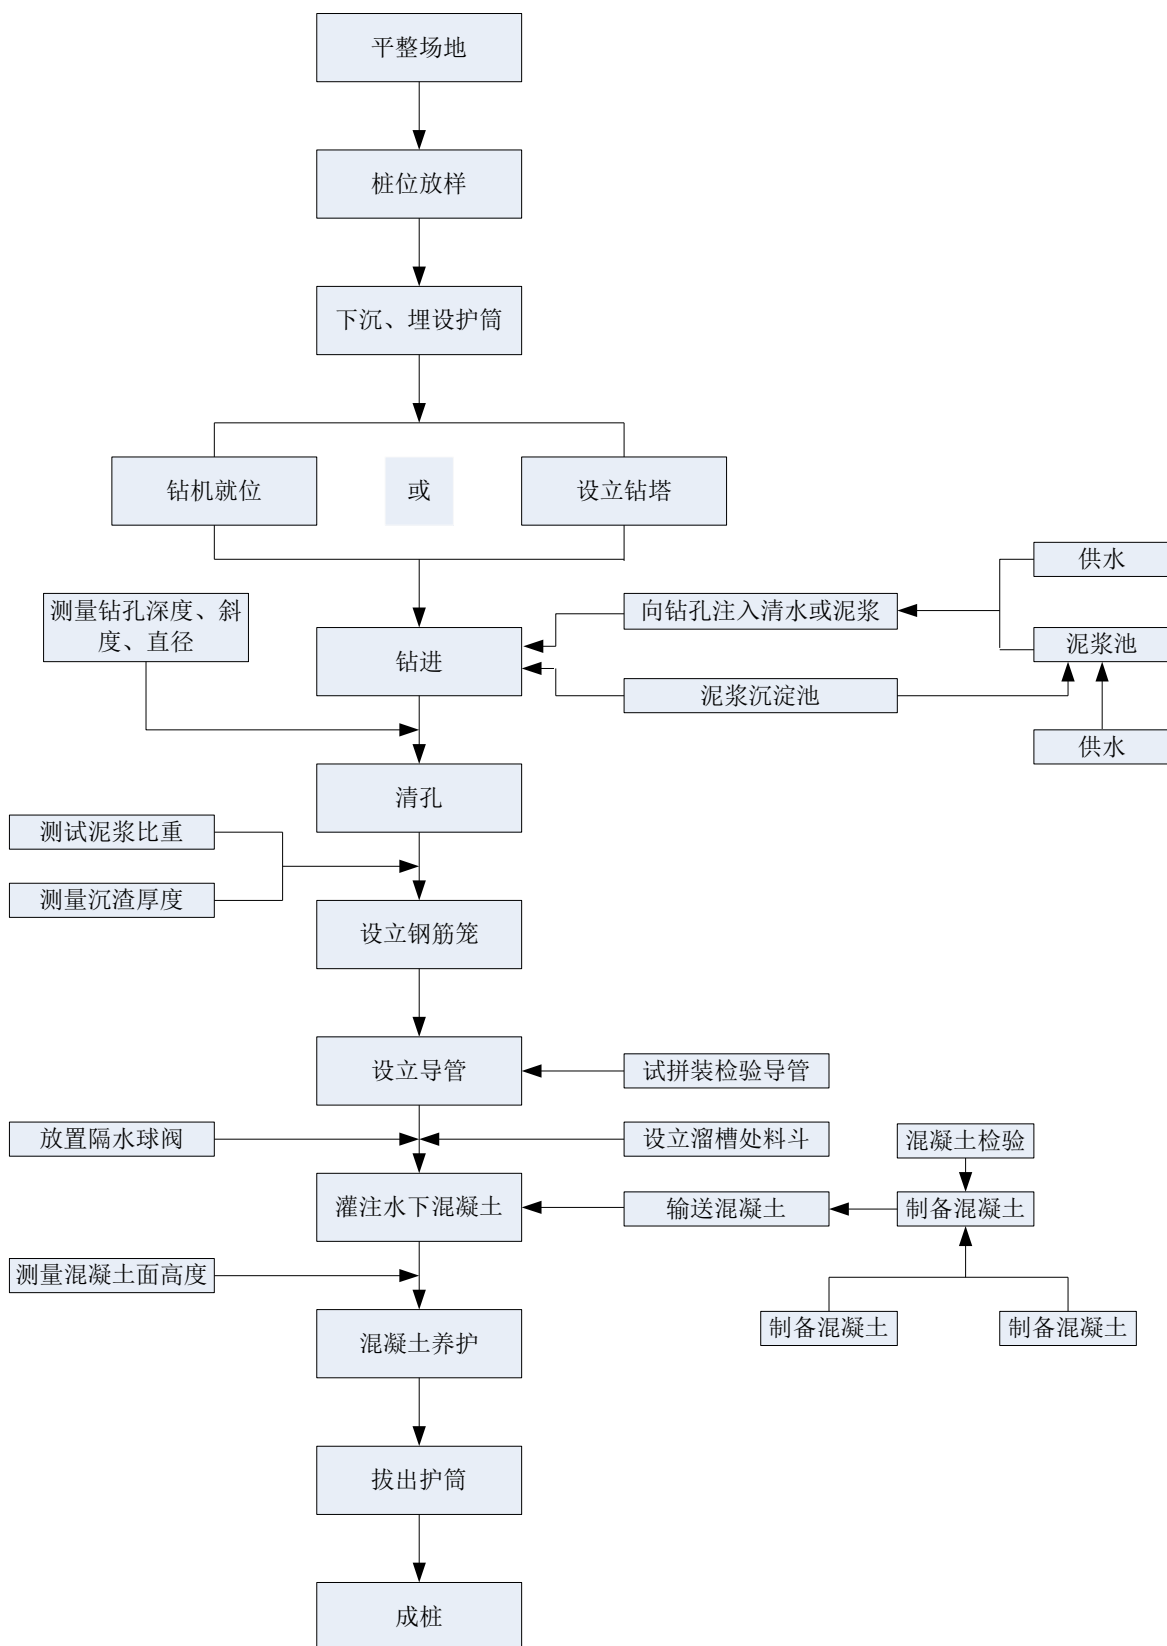 平整场地
桩位放样
下沉、埋设护筒
钻机就位
或
设立钻塔
供水
测量钻孔深度、斜
度、直径
向钻孔注入清水或泥浆
钻进
泥浆池
泥浆沉淀池
供水
清孔
测试泥浆比重
测量沉渣厚度
设立钢筋笼
设立导管
试拼装检验导管
放置隔水球阀
设立溜槽处料斗
混凝土检验
灌注水下混凝土
输送混凝土
制备混凝土
测量混凝土面高度
制备混凝土
制备混凝土
混凝土养护
拔出护筒
成桩